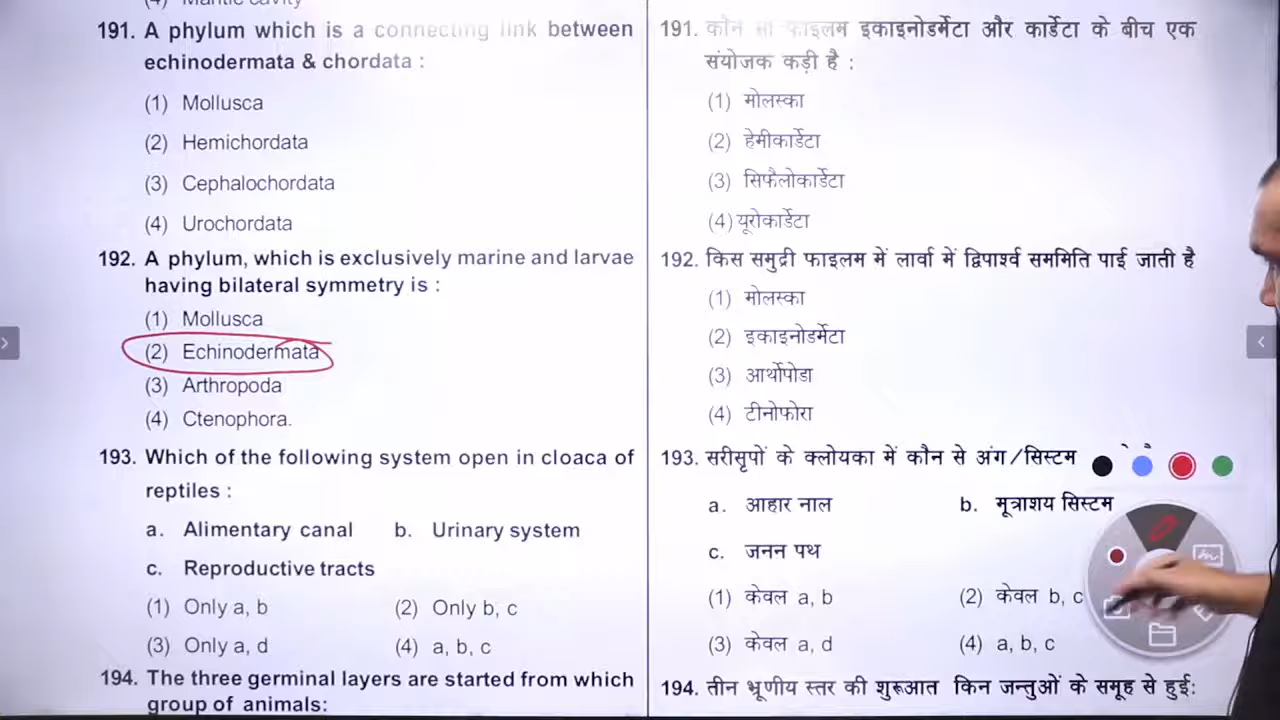 (4) Mantle cavity
191. A phylum which is a connecting link between
echinodermata & chordata :
(1) Mollusca
(2) Hemichordata
(3) Cephalochordata
(4) Urochordata
192. A phylum, which is exclusively marine and larvae
having bilateral symmetry is :
(1) Mollusca
(2) Echinodermata
(3) Arthropoda
(4) Ctenophora.
193. Which of the following system open in cloaca of
reptiles :
a. Alimentary canal b. Urinary system
c. Reproductive tracts
(1) Only a, b (2) Only b, c
(3) Only a, d (4) a, b, c
194. The three germinal layers are started from which
group of animals:
191. कौन सी फाइलम इकाइनोडर्मेटा और कार्डेटा के बीच एक
संयोजक कड़ी है :
(1) मोलस्का
(2) हेमीकार्डेटा
(3) सिफैलोकार्डेटा
(4) यूरोकार्डेटा
192. किस समुद्री फाइलम में लार्वा में द्विपार्श्व सममिति पाई जाती है
(1) मोलस्का
(2) इकाइनोडर्मेटा
(3) आर्थोपोडा
(4) टीनोफोरा
193. सरीसृपों के क्लोयका में कौन से अंग/सिस्टम
a. आहार नाल b. मूत्राशय सिस्टम
c. जनन पथ
(1) केवल a, b (2) केवल b, c
(3) केवल a, d (4) a, b, c
194. तीन भ्रूणीय स्तर की शुरूआत किन जन्तुओं के समूह से हुई: